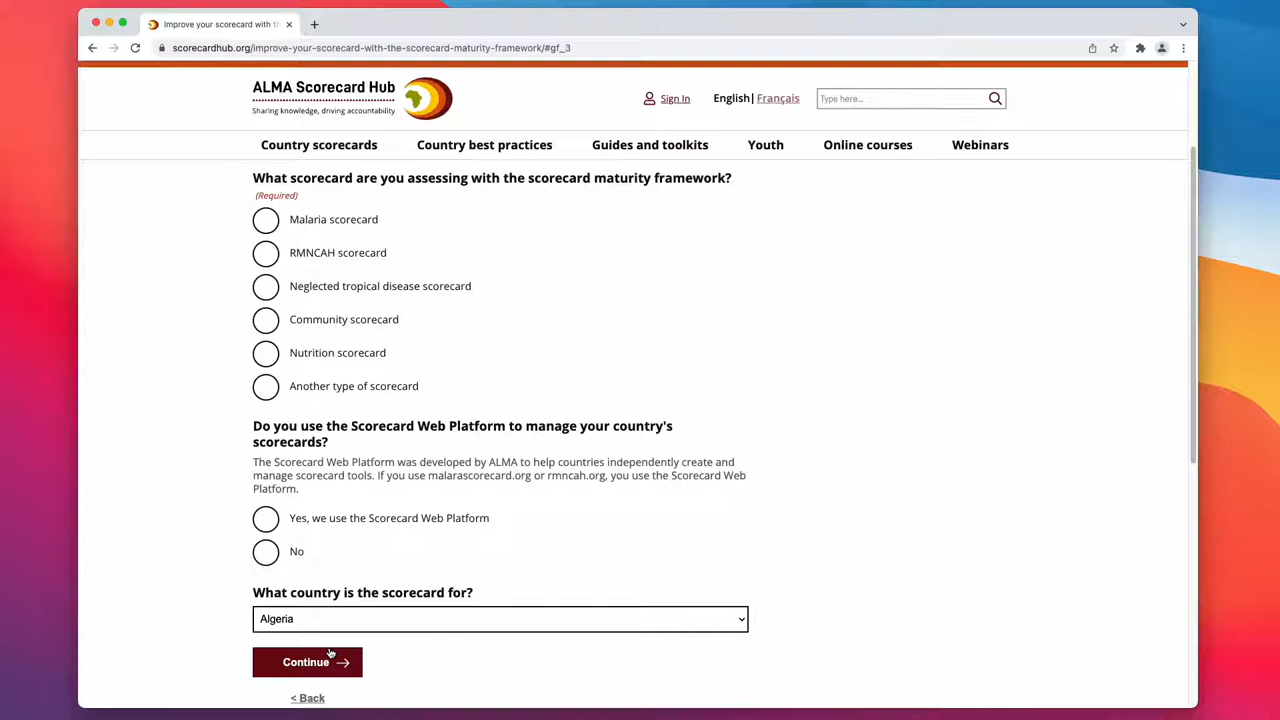 Improve your scorecard with t
scorecardhub.org/improve-your-scorecard-with-the-scorecard-maturity-framework/#gf_3
ALMA Scorecard Hub
Sharing knowledge, driving accountability
Sign In
English| Français
Type here...
Country scorecards
Country best practices
Guides and toolkits
Youth
Online courses
Webinars
What scorecard are you assessing with the scorecard maturity framework?
(Required)
Malaria scorecard
RMNCAH scorecard
Neglected tropical disease scorecard
Community scorecard
Nutrition scorecard
Another type of scorecard
Do you use the Scorecard Web Platform to manage your country's
scorecards?
The Scorecard Web Platform was developed by ALMA to help countries independently create and
manage scorecard tools. If you use malarascorecard.org or rmncah.org, you use the Scorecard Web
Platform.
Yes, we use the Scorecard Web Platform
No
What country is the scorecard for?
Algeria
Continue
< Back